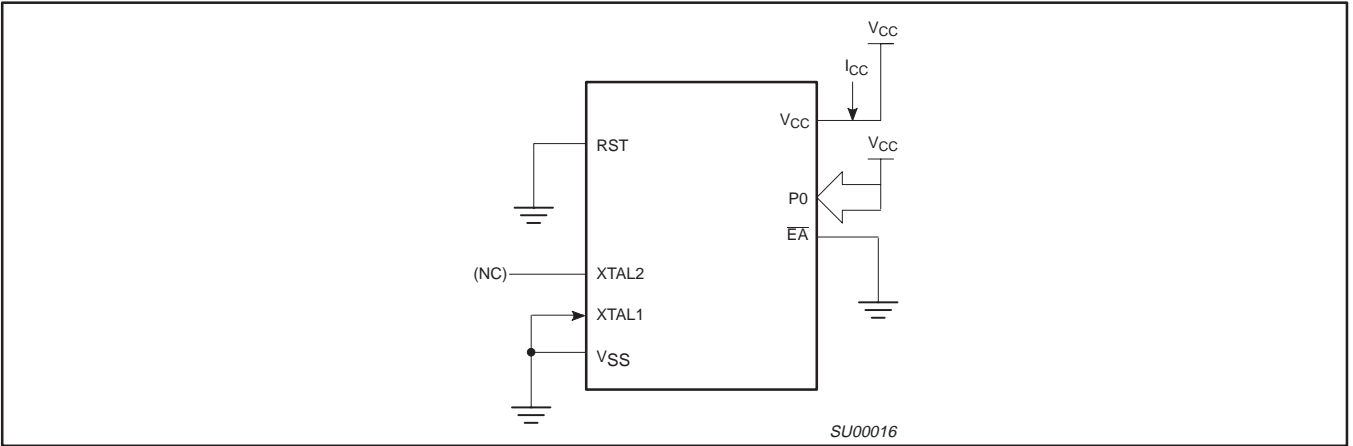 VCC
ICC
VCC
RST
VCC
P0
EA
(NC)
XTAL2
XTAL1
VSS
SU00016